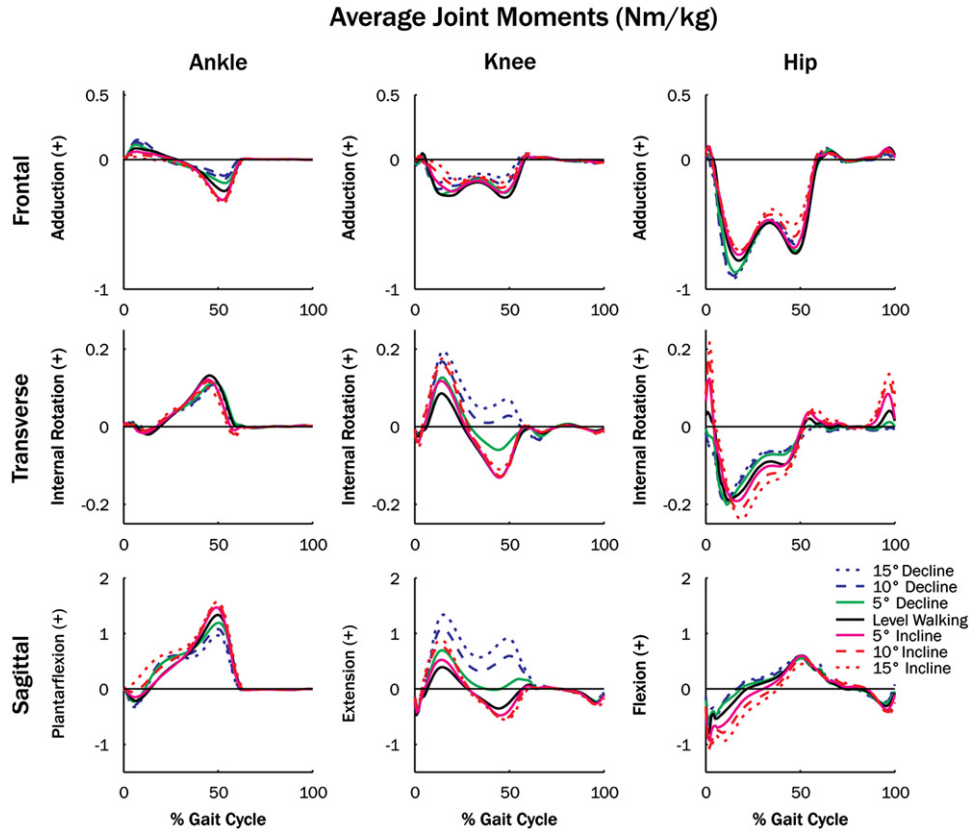 Average Joint Moments (Nm/kg)
Ankle
Knee
Hip
Frontal
Adduction (+)
0.5
0
-1
0
50
100
Adduction (+)
0.5
0
-1
0
50
100
Adduction (+)
0.5
0
-1
0
50
100
Transverse
Internal Rotation (+)
0.2
0
-0.2
0
50
100
Internal Rotation (+)
0.2
0
-0.2
0
50
100
Internal Rotation (+)
0.2
0
-0.2
0
50
100
Sagittal
Plantarflexion (+)
2
1
0
-1
0
50
100
% Gait Cycle
Extension (+)
2
1
0
-1
0
50
100
% Gait Cycle
Flexion (+)
2
1
0
-1
0
50
100
% Gait Cycle
15° Decline
10° Decline
5° Decline
Level Walking
5° Incline
10° Incline
15° Incline